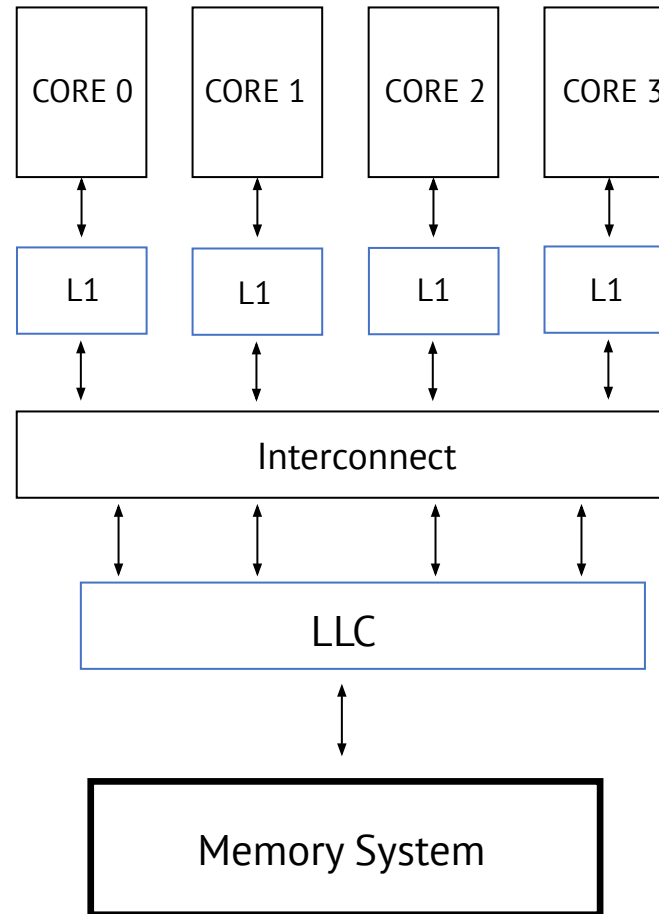 CORE 0 CORE 1 CORE 2 CORE 3
L1 L1 L1 L1
Interconnect
LLC
Memory System